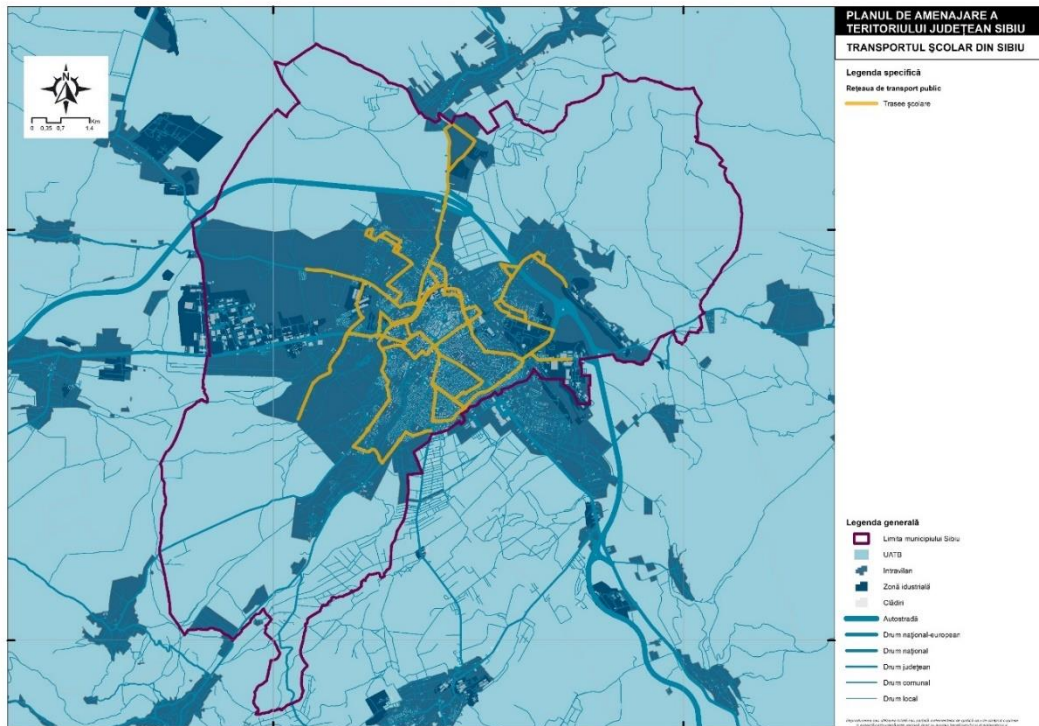 PLANUL DE AMENAJARE A
TERITORIULUI JUDEȚEAN SIBIU
TRANSPORTUL ȘCOLAR DIN SIBIU
Legenda specifică
Rețeaua de transport public
Trasee școlare
N
Km
0 0,35 0,7 1,4
Legenda generală
Limita municipiului Sibiu
UATB
Intravilan
Zonă idustrială
Clădiri
Autostradă
Drum național-european
Drum național
Drum județean
Drum comunal
Drum local